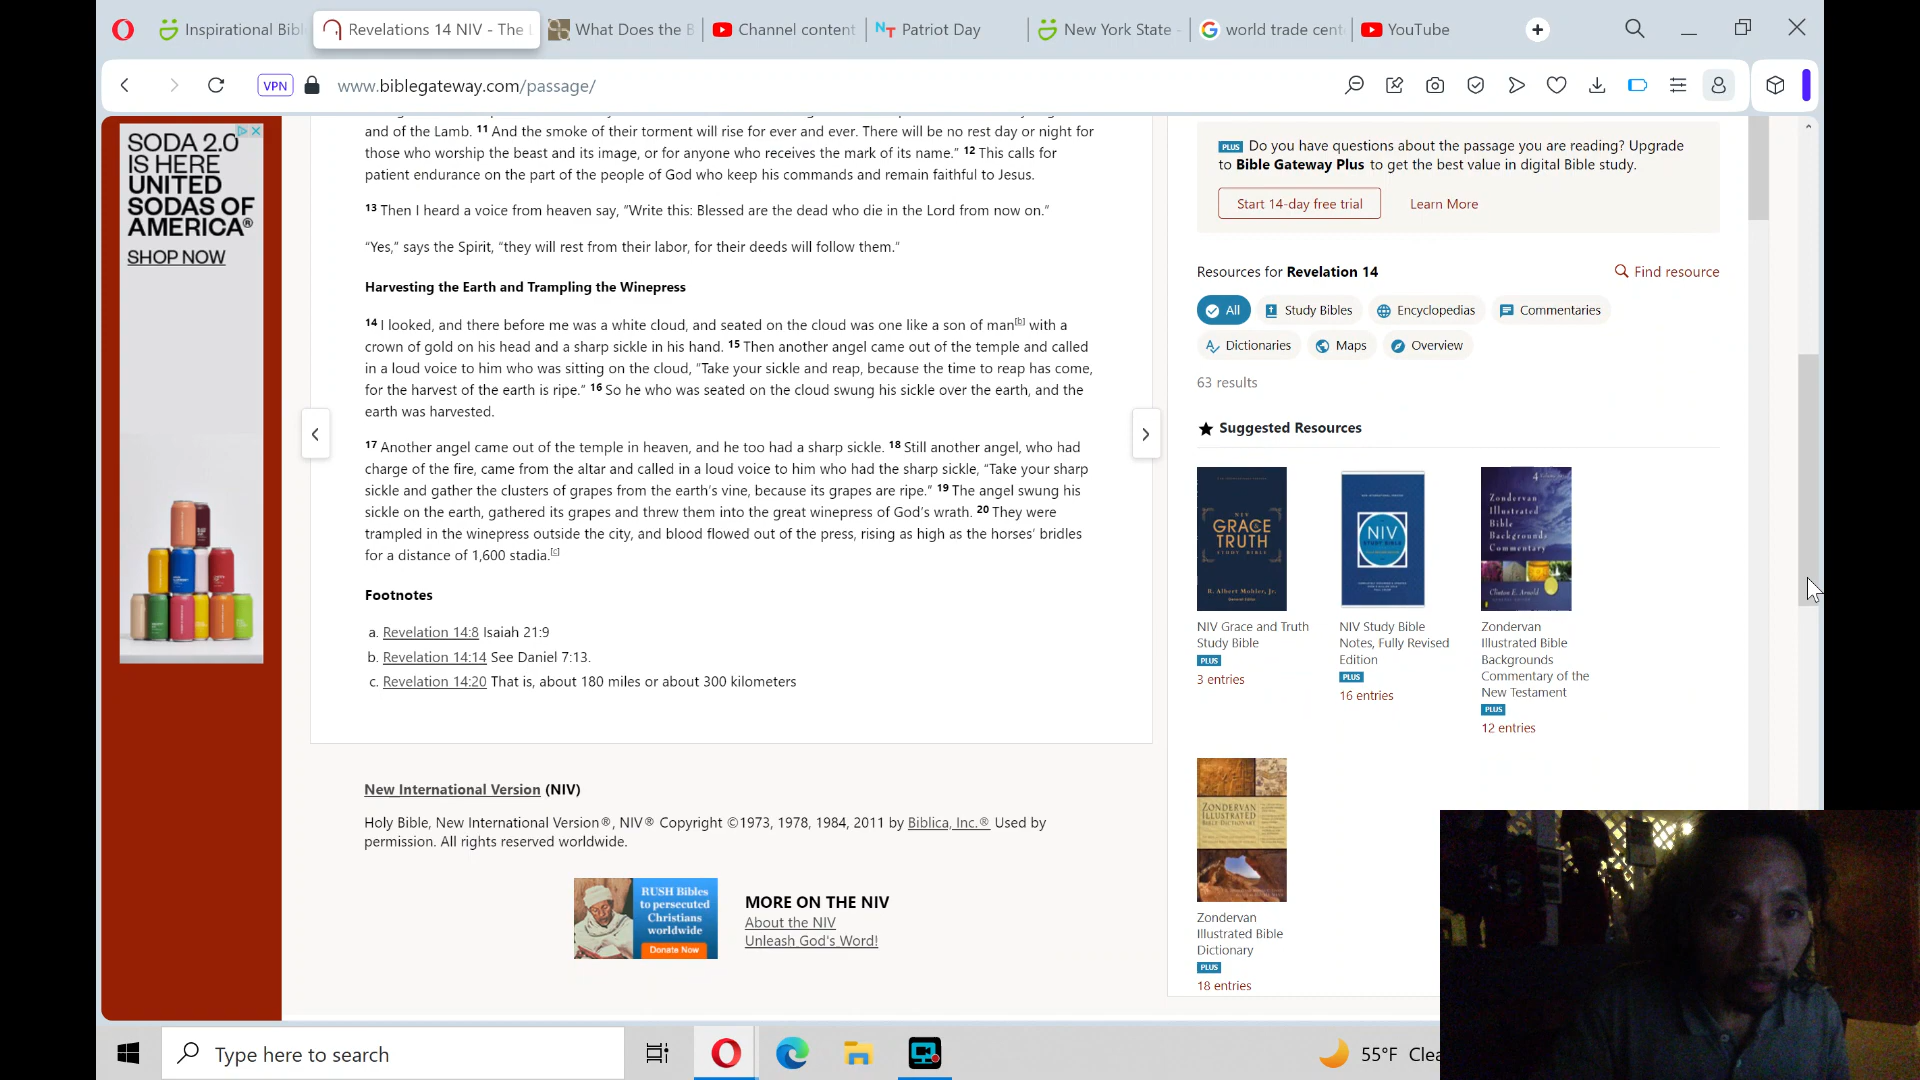 Inspirational Bibl
Revelations 14 NIV - The L
What Does the B
Channel content
Patriot Day
New York State -
world trade cent
YouTube
VPN
www.biblegateway.com/passage/
SODA 2.0
IS HERE
UNITED
SODAS OF
AMERICA®
SHOP NOW
and of the Lamb. 11 And the smoke of their torment will rise for ever and ever. There will be no rest day or night for
those who worship the beast and its image, or for anyone who receives the mark of its name.” 12 This calls for
patient endurance on the part of the people of God who keep his commands and remain faithful to Jesus.
13 Then I heard a voice from heaven say, “Write this: Blessed are the dead who die in the Lord from now on.”
“Yes,” says the Spirit, “they will rest from their labor, for their deeds will follow them.”
Harvesting the Earth and Trampling the Winepress
14 I looked, and there before me was a white cloud, and seated on the cloud was one like a son of man[b] with a
crown of gold on his head and a sharp sickle in his hand. 15 Then another angel came out of the temple and called
in a loud voice to him who was sitting on the cloud, “Take your sickle and reap, because the time to reap has come,
for the harvest of the earth is ripe.” 16 So he who was seated on the cloud swung his sickle over the earth, and the
earth was harvested.
17 Another angel came out of the temple in heaven, and he too had a sharp sickle. 18 Still another angel, who had
charge of the fire, came from the altar and called in a loud voice to him who had the sharp sickle, “Take your sharp
sickle and gather the clusters of grapes from the earth’s vine, because its grapes are ripe.” 19 The angel swung his
sickle on the earth, gathered its grapes and threw them into the great winepress of God’s wrath. 20 They were
trampled in the winepress outside the city, and blood flowed out of the press, rising as high as the horses’ bridles
for a distance of 1,600 stadia.[c]
Footnotes
a. Revelation 14:8 Isaiah 21:9
b. Revelation 14:14 See Daniel 7:13.
c. Revelation 14:20 That is, about 180 miles or about 300 kilometers
New International Version (NIV)
Holy Bible, New International Version®, NIV® Copyright ©1973, 1978, 1984, 2011 by Biblica, Inc.® Used by
permission. All rights reserved worldwide.
RUSH Bibles
to persecuted
Christians
worldwide
Donate Now
MORE ON THE NIV
About the NIV
Unleash God's Word!
PLUS Do you have questions about the passage you are reading? Upgrade
to Bible Gateway Plus to get the best value in digital Bible study.
Start 14-day free trial
Learn More
Resources for Revelation 14
Find resource
All
Study Bibles
Encyclopedias
Commentaries
Dictionaries
Maps
Overview
63 results
Suggested Resources
NIV
GRACE
TRUTH
STUDY BIBLE
R. Albert Mohler, Jr.
NIV
STUDY BIBLE
4
Zondervan
Illustrated
Bible
Backgrounds
Commentary
Clinton E. Arnold
NIV Grace and Truth
Study Bible
PLUS
3 entries
NIV Study Bible
Notes, Fully Revised
Edition
PLUS
16 entries
Zondervan
Illustrated Bible
Backgrounds
Commentary of the
New Testament
PLUS
12 entries
ZONDERVAN
ILLUSTRATED
BIBLE DICTIONARY
Zondervan
Illustrated Bible
Dictionary
PLUS
18 entries
Type here to search
55°F Clea